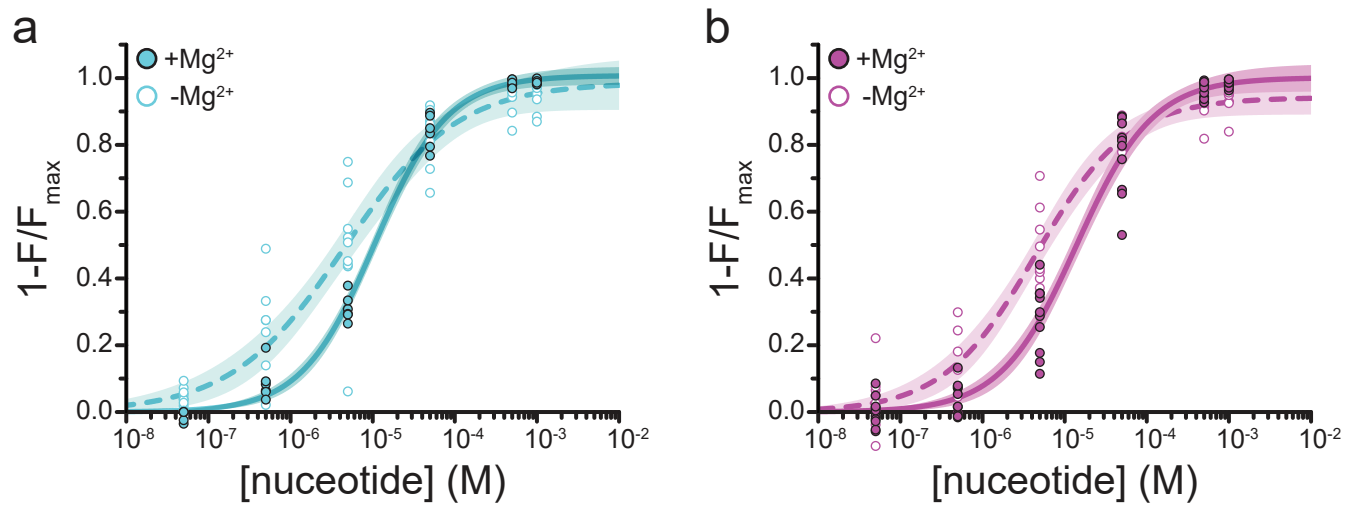 a
+Mg²⁺
-Mg²⁺
1.0
0.8
0.6
0.4
0.2
0.0
1-F/Fmax
10⁻⁸ 10⁻⁷ 10⁻⁶ 10⁻⁵ 10⁻⁴ 10⁻³ 10⁻²
[nuceotide] (M)
b
+Mg²⁺
-Mg²⁺
1.0
0.8
0.6
0.4
0.2
0.0
1-F/Fmax
10⁻⁸ 10⁻⁷ 10⁻⁶ 10⁻⁵ 10⁻⁴ 10⁻³ 10⁻²
[nuceotide] (M)